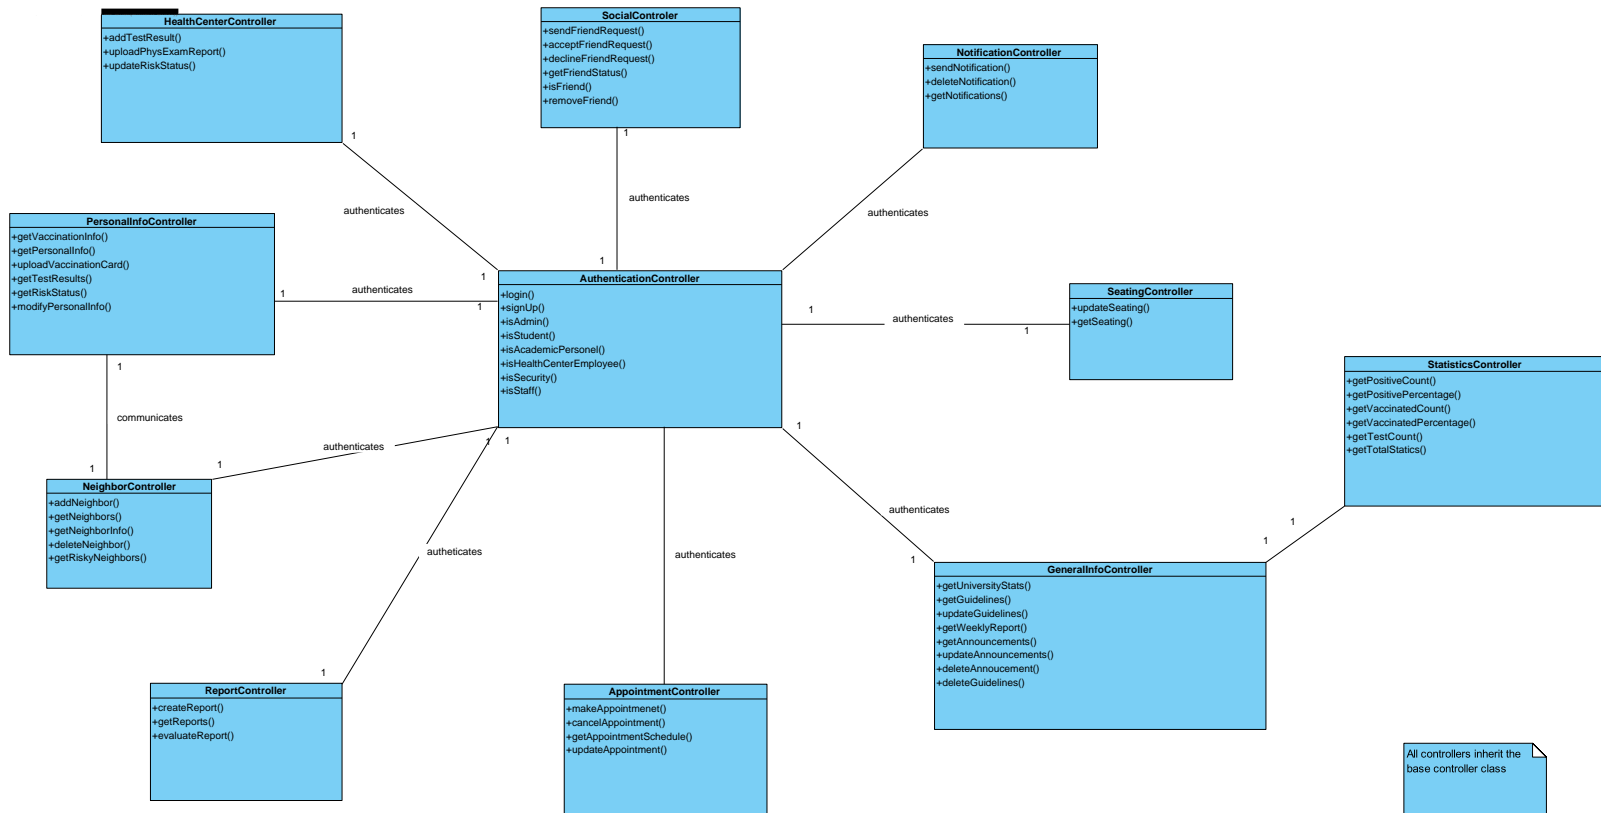 HealthCenterController
+addTestResult()
+uploadPhysExamReport()
+updateRiskStatus()
SocialControler
+sendFriendRequest()
+acceptFriendRequest()
+declineFriendRequest()
+getFriendStatus()
+isFriend()
+removeFriend()
NotificationController
+sendNotification()
+deleteNotification()
+getNotifications()
1
1
authenticates
authenticates
authenticates
PersonalInfoController
+getVaccinationInfo()
+getPersonalInfo()
+uploadVaccinationCard()
+getTestResults()
+getRiskStatus()
+modifyPersonalInfo()
1
authenticates
1
1
1
AuthenticationController
+login()
+signUp()
+isAdmin()
+isStudent()
+isAcademicPersonel()
+isHealthCenterEmployee()
+isSecurity()
+isStaff()
1
authenticates
1
SeatingController
+updateSeating()
+getSeating()
StatisticsController
+getPositiveCount()
+getPositivePercentage()
+getVaccinatedCount()
+getVaccinatedPercentage()
+getTestCount()
+getTotalStatics()
1
communicates
1
1
authenticates
1
1
1
NeighborController
+addNeighbor()
+getNeighbors()
+getNeighborInfo()
+deleteNeighbor()
+getRiskyNeighbors()
autheticates
1
authenticates
authenticates
1
1
1
GeneralInfoController
+getUniversityStats()
+getGuidelines()
+updateGuidelines()
+getWeeklyReport()
+getAnnouncements()
+updateAnnouncements()
+deleteAnnoucement()
+deleteGuidelines()
ReportController
+createReport()
+getReports()
+evaluateReport()
AppointmentController
+makeAppointmenet()
+cancelAppointment()
+getAppointmentSchedule()
+updateAppointment()
All controllers inherit the
base controller class